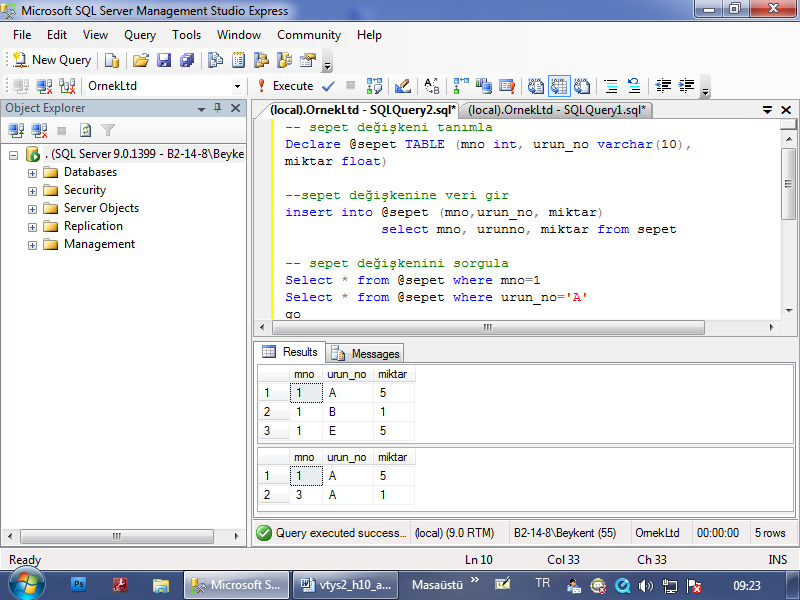 Microsoft SQL Server Management Studio Express
File Edit View Query Tools Window Community Help
New Query
OrnekLtd Execute
Object Explorer
. (SQL Server 9.0.1399 - B2-14-8\Beyke
Databases
Security
Server Objects
Replication
Management
(local).OrnekLtd - SQLQuery2.sql* (local).OrnekLtd - SQLQuery1.sql*
-- sepet değişkeni tanımla
Declare @sepet TABLE (mno int, urun_no varchar(10),
miktar float)
--sepet değişkenine veri gir
insert into @sepet (mno,urun_no, miktar)
select mno, urunno, miktar from sepet
-- sepet değişkenini sorgula
Select * from @sepet where mno=1
Select * from @sepet where urun_no='A'
go
Results Messages
mno urun_no miktar
1 1 A 5
2 1 B 1
3 1 E 5
mno urun_no miktar
1 1 A 5
2 3 A 1
Query executed success... (local) (9.0 RTM) B2-14-8\Beykent (55) OrnekLtd 00:00:00 5 rows
Ready Ln 10 Col 33 Ch 33 INS
Ps Microsoft S... vtys2_h10_a... Masaüstü » TR 09:23